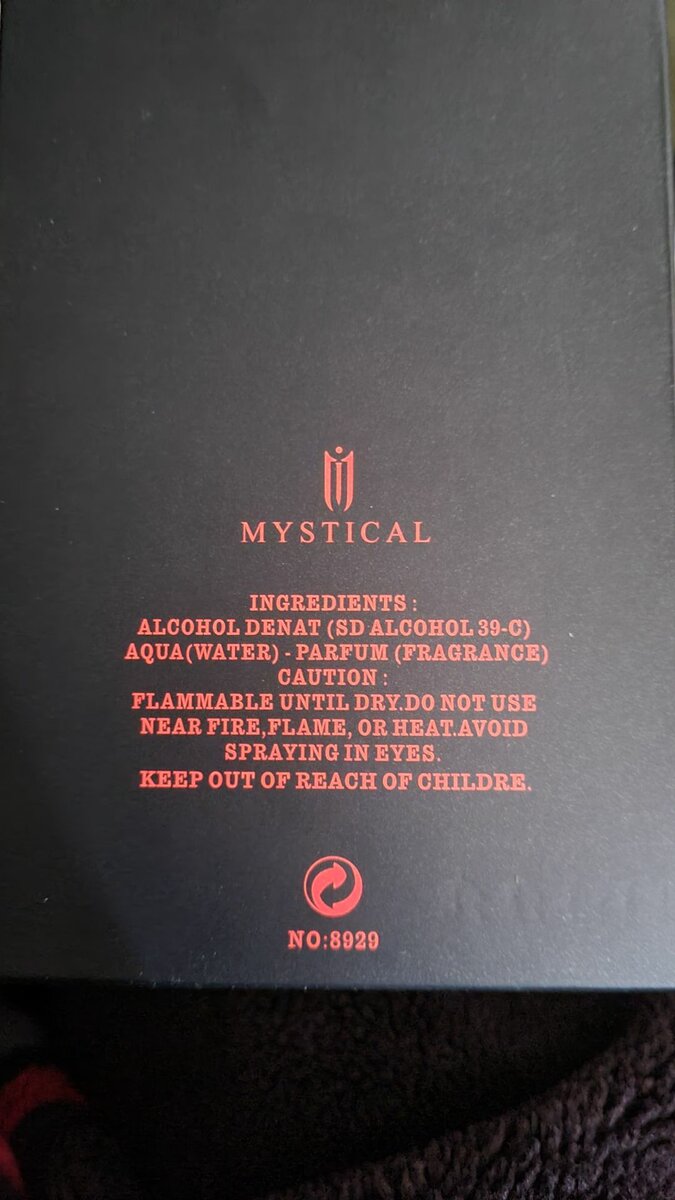 MYSTICAL
INGREDIENTS :
ALCOHOL DENAT (SD ALCOHOL 39-C)
AQUA(WATER) - PARFUM (FRAGRANCE)
CAUTION :
FLAMMABLE UNTIL DRY.DO NOT USE
NEAR FIRE,FLAME, OR HEAT.AVOID
SPRAYING IN EYES.
KEEP OUT OF REACH OF CHILDRE.
NO:8929